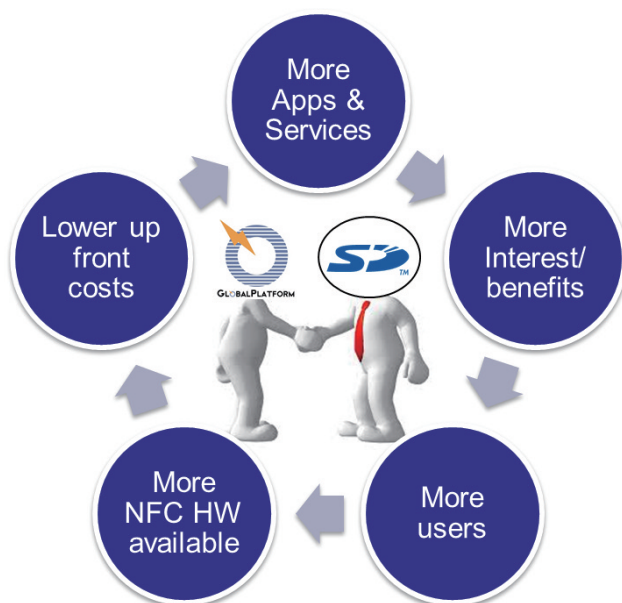 More
Apps &
Services
More
Interest/
benefits
More
users
More
NFC HW
available
Lower up
front
costs
GLOBALPLATFORM
SD
TM